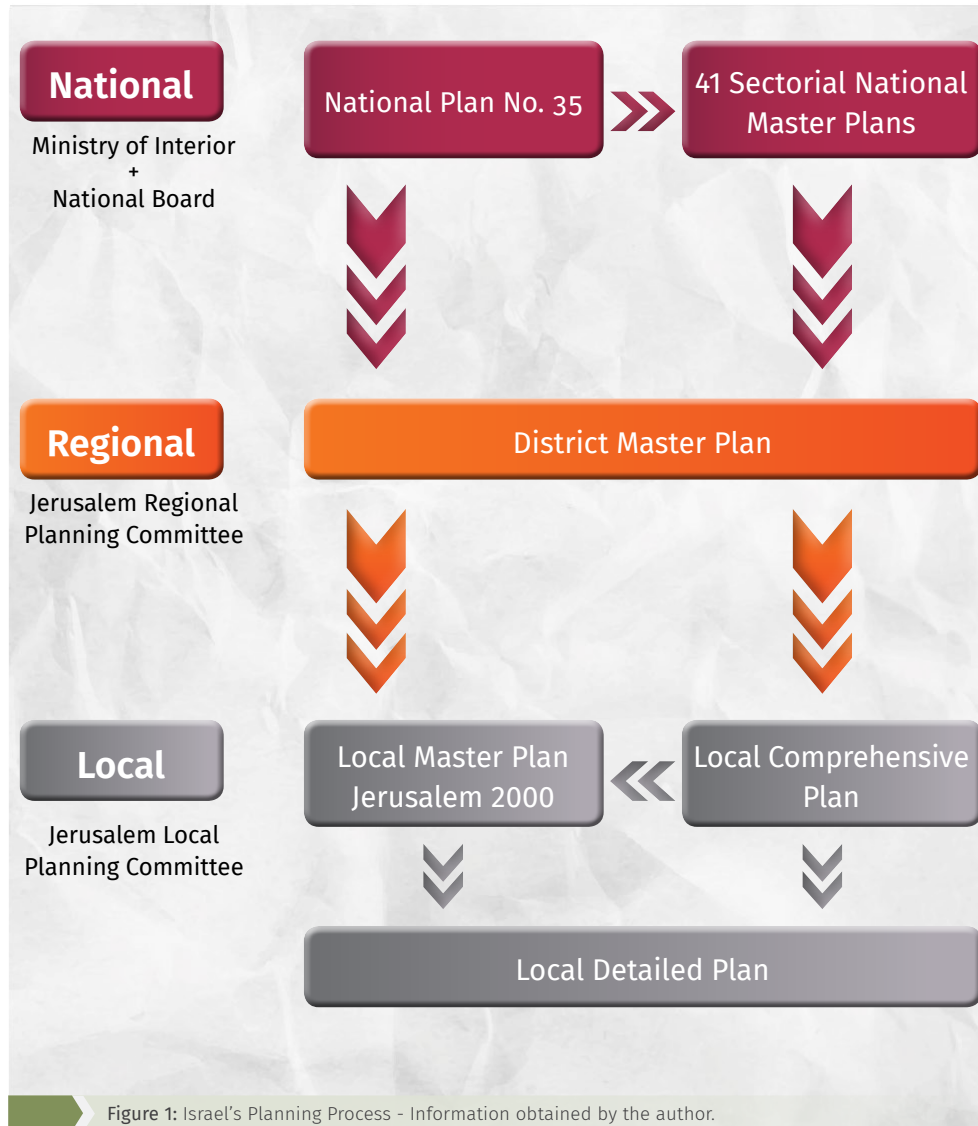 National
Ministry of Interior
+
National Board
National Plan No. 35
41 Sectorial National
Master Plans
Regional
Jerusalem Regional
Planning Committee
District Master Plan
Local
Jerusalem Local
Planning Committee
Local Master Plan
Jerusalem 2000
Local Comprehensive
Plan
Local Detailed Plan
Figure 1: Israel's Planning Process - Information obtained by the author.